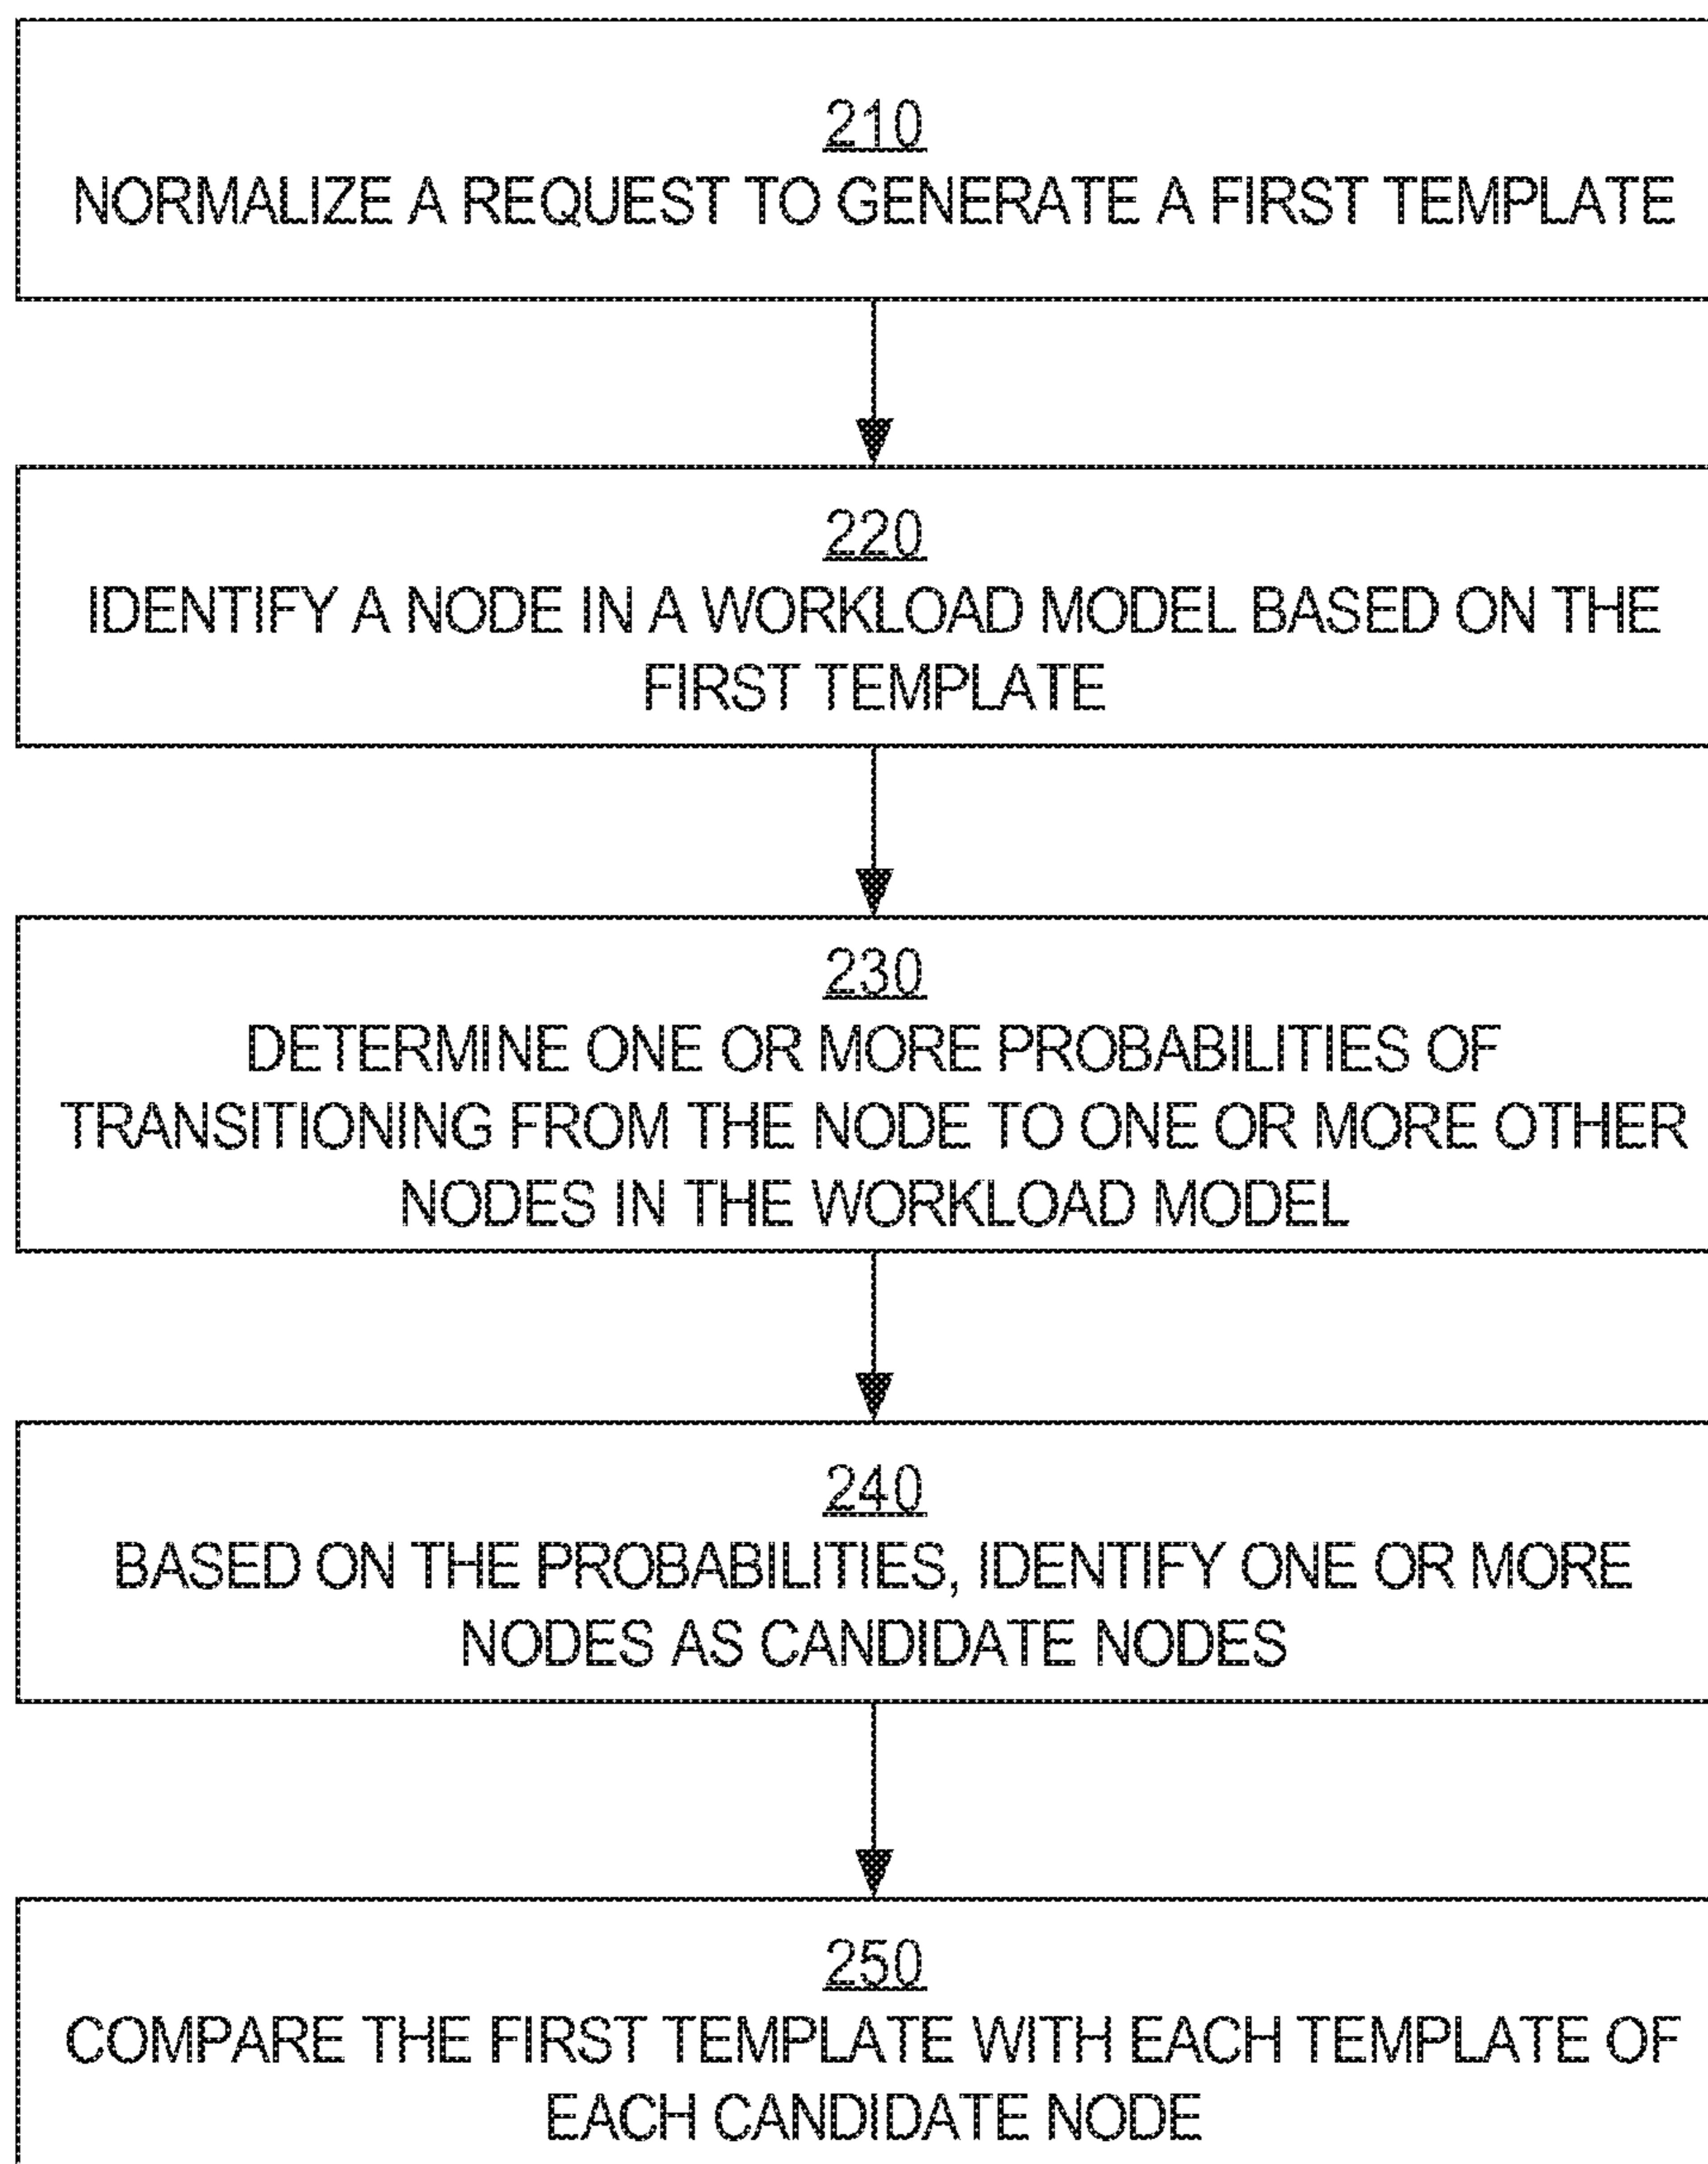 210
NORMALIZE A REQUEST TO GENERATE A FIRST TEMPLATE
220
IDENTIFY A NODE IN A WORKLOAD MODEL BASED ON THE
FIRST TEMPLATE
230
DETERMINE ONE OR MORE PROBABILITIES OF
TRANSITIONING FROM THE NODE TO ONE OR MORE OTHER
NODES IN THE WORKLOAD MODEL
240
BASED ON THE PROBABILITIES, IDENTIFY ONE OR MORE
NODES AS CANDIDATE NODES
250
COMPARE THE FIRST TEMPLATE WITH EACH TEMPLATE OF
EACH CANDIDATE NODE